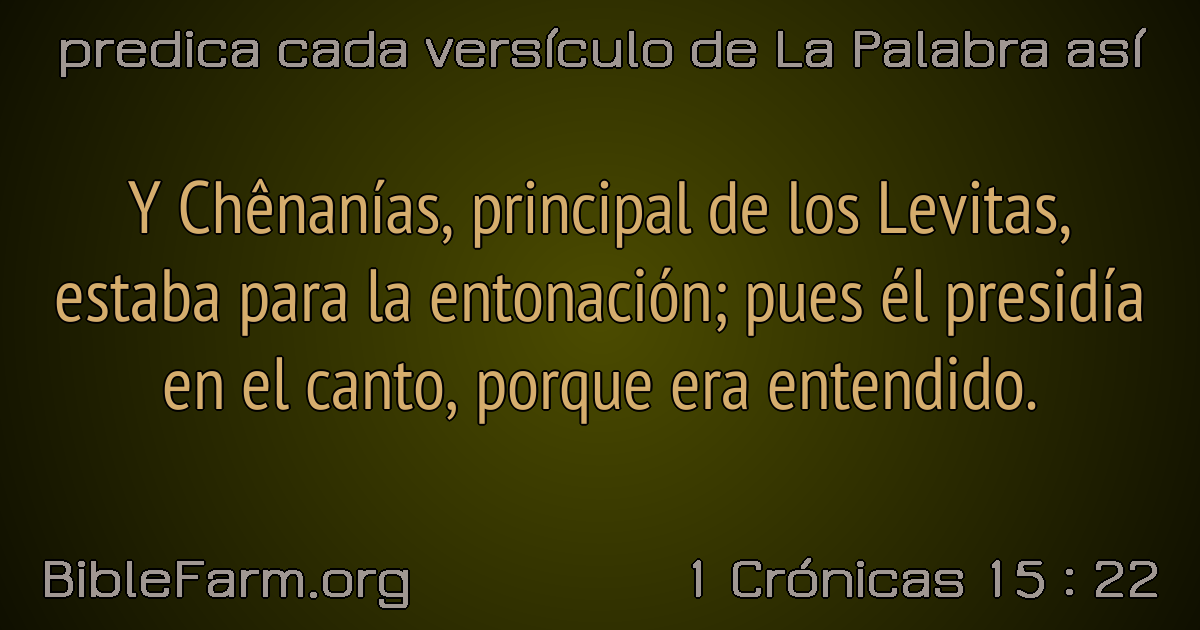 predica cada versículo de La Palabra así
Y Chênanías, principal de los Levitas,
estaba para la entonación; pues él presidía
en el canto, porque era entendido.
BibleFarm.org
1 Crónicas 15 : 22